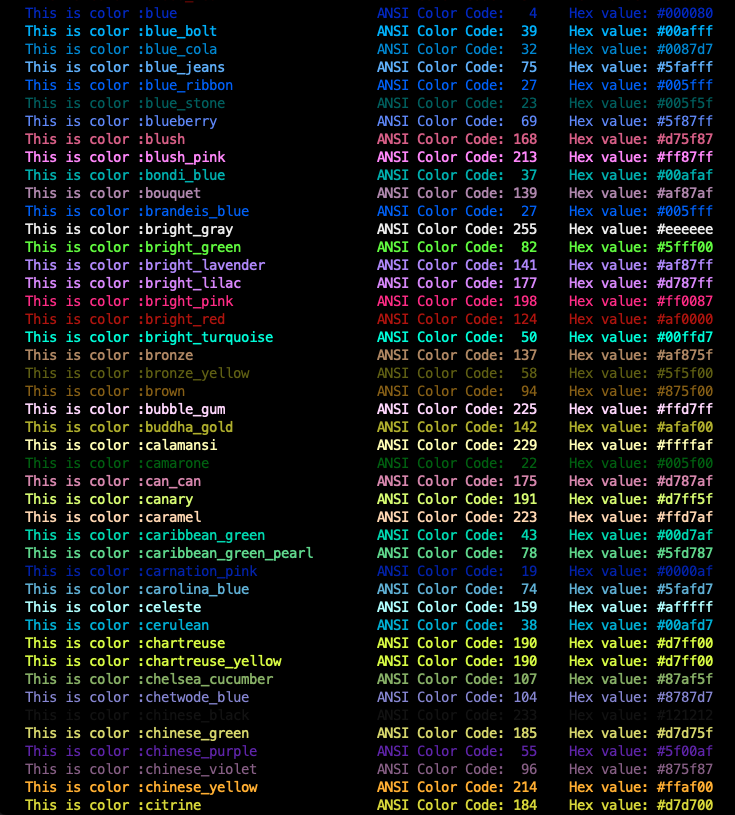 This is color :blue ANSI Color Code: 4 Hex value: #000080
This is color :blue_bolt ANSI Color Code: 39 Hex value: #00afff
This is color :blue_cola ANSI Color Code: 32 Hex value: #0087d7
This is color :blue_jeans ANSI Color Code: 75 Hex value: #5fafff
This is color :blue_ribbon ANSI Color Code: 27 Hex value: #005fff
This is color :blue_stone ANSI Color Code: 23 Hex value: #005f5f
This is color :blueberry ANSI Color Code: 69 Hex value: #5f87ff
This is color :blush ANSI Color Code: 168 Hex value: #d75f87
This is color :blush_pink ANSI Color Code: 213 Hex value: #ff87ff
This is color :bondi_blue ANSI Color Code: 37 Hex value: #00afaf
This is color :bouquet ANSI Color Code: 139 Hex value: #af87af
This is color :brandeis_blue ANSI Color Code: 27 Hex value: #005fff
This is color :bright_gray ANSI Color Code: 255 Hex value: #eeeeee
This is color :bright_green ANSI Color Code: 82 Hex value: #5fff00
This is color :bright_lavender ANSI Color Code: 141 Hex value: #af87ff
This is color :bright_lilac ANSI Color Code: 177 Hex value: #d787ff
This is color :bright_pink ANSI Color Code: 198 Hex value: #ff0087
This is color :bright_red ANSI Color Code: 124 Hex value: #af0000
This is color :bright_turquoise ANSI Color Code: 50 Hex value: #00ffd7
This is color :bronze ANSI Color Code: 137 Hex value: #af875f
This is color :bronze_yellow ANSI Color Code: 58 Hex value: #5f5f00
This is color :brown ANSI Color Code: 94 Hex value: #875f00
This is color :bubble_gum ANSI Color Code: 225 Hex value: #ffd7ff
This is color :buddha_gold ANSI Color Code: 142 Hex value: #afaf00
This is color :calamansi ANSI Color Code: 229 Hex value: #ffffaf
This is color :camarone ANSI Color Code: 22 Hex value: #005f00
This is color :can_can ANSI Color Code: 175 Hex value: #d787af
This is color :canary ANSI Color Code: 191 Hex value: #d7ff5f
This is color :caramel ANSI Color Code: 223 Hex value: #ffd7af
This is color :caribbean_green ANSI Color Code: 43 Hex value: #00d7af
This is color :caribbean_green_pearl ANSI Color Code: 78 Hex value: #5fd787
This is color :carnation_pink ANSI Color Code: 19 Hex value: #0000af
This is color :carolina_blue ANSI Color Code: 74 Hex value: #5fafd7
This is color :celeste ANSI Color Code: 159 Hex value: #afffff
This is color :cerulean ANSI Color Code: 38 Hex value: #00afd7
This is color :chartreuse ANSI Color Code: 190 Hex value: #d7ff00
This is color :chartreuse_yellow ANSI Color Code: 190 Hex value: #d7ff00
This is color :chelsea_cucumber ANSI Color Code: 107 Hex value: #87af5f
This is color :chetwode_blue ANSI Color Code: 104 Hex value: #8787d7
This is color :chinese_black ANSI Color Code: 233 Hex value: #121212
This is color :chinese_green ANSI Color Code: 185 Hex value: #d7d75f
This is color :chinese_purple ANSI Color Code: 55 Hex value: #5f00af
This is color :chinese_violet ANSI Color Code: 96 Hex value: #875f87
This is color :chinese_yellow ANSI Color Code: 214 Hex value: #ffaf00
This is color :citrine ANSI Color Code: 184 Hex value: #d7d700